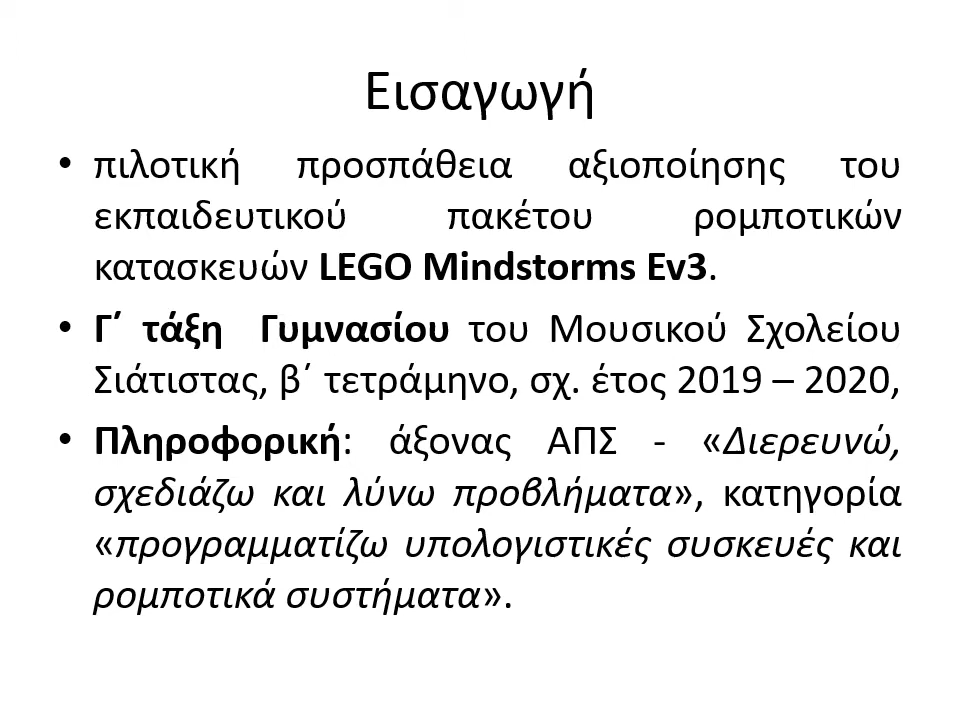 Εισαγωγή
• πιλοτική προσπάθεια αξιοποίησης του
εκπαιδευτικού πακέτου ρομποτικών
κατασκευών LEGO Mindstorms Ev3.
• Γ΄ τάξη Γυμνασίου του Μουσικού Σχολείου
Σιάτιστας, β΄ τετράμηνο, σχ. έτος 2019 – 2020,
• Πληροφορική: άξονας ΑΠΣ - «Διερευνώ,
σχεδιάζω και λύνω προβλήματα», κατηγορία
«προγραμματίζω υπολογιστικές συσκευές και
ρομποτικά συστήματα».